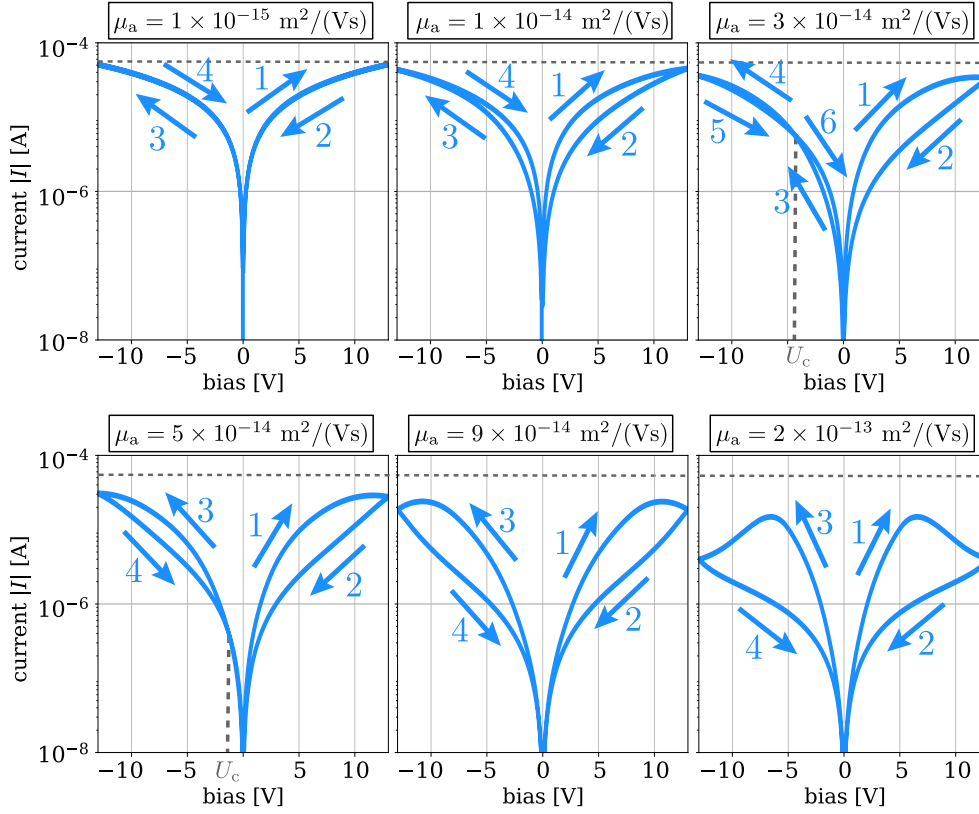 μₐ = 1 × 10⁻¹⁵ m²/(Vs)
μₐ = 1 × 10⁻¹⁴ m²/(Vs)
μₐ = 3 × 10⁻¹⁴ m²/(Vs)
current |I| [A]
10⁻⁴
10⁻⁶
10⁻⁸
4 1
3 2
−10 −5 0 5 10
bias [V]
4 1
3 2
−10 −5 0 5 10
bias [V]
4 6 1
5 2
3
−10 −5 0 5 10
U_c
bias [V]
μₐ = 5 × 10⁻¹⁴ m²/(Vs)
μₐ = 9 × 10⁻¹⁴ m²/(Vs)
μₐ = 2 × 10⁻¹³ m²/(Vs)
current |I| [A]
10⁻⁴
10⁻⁶
10⁻⁸
3 1
4 2
−10 −5 0 5 10
U_c
bias [V]
3 1
4 2
−10 −5 0 5 10
bias [V]
3 1
4 2
−10 −5 0 5 10
bias [V]